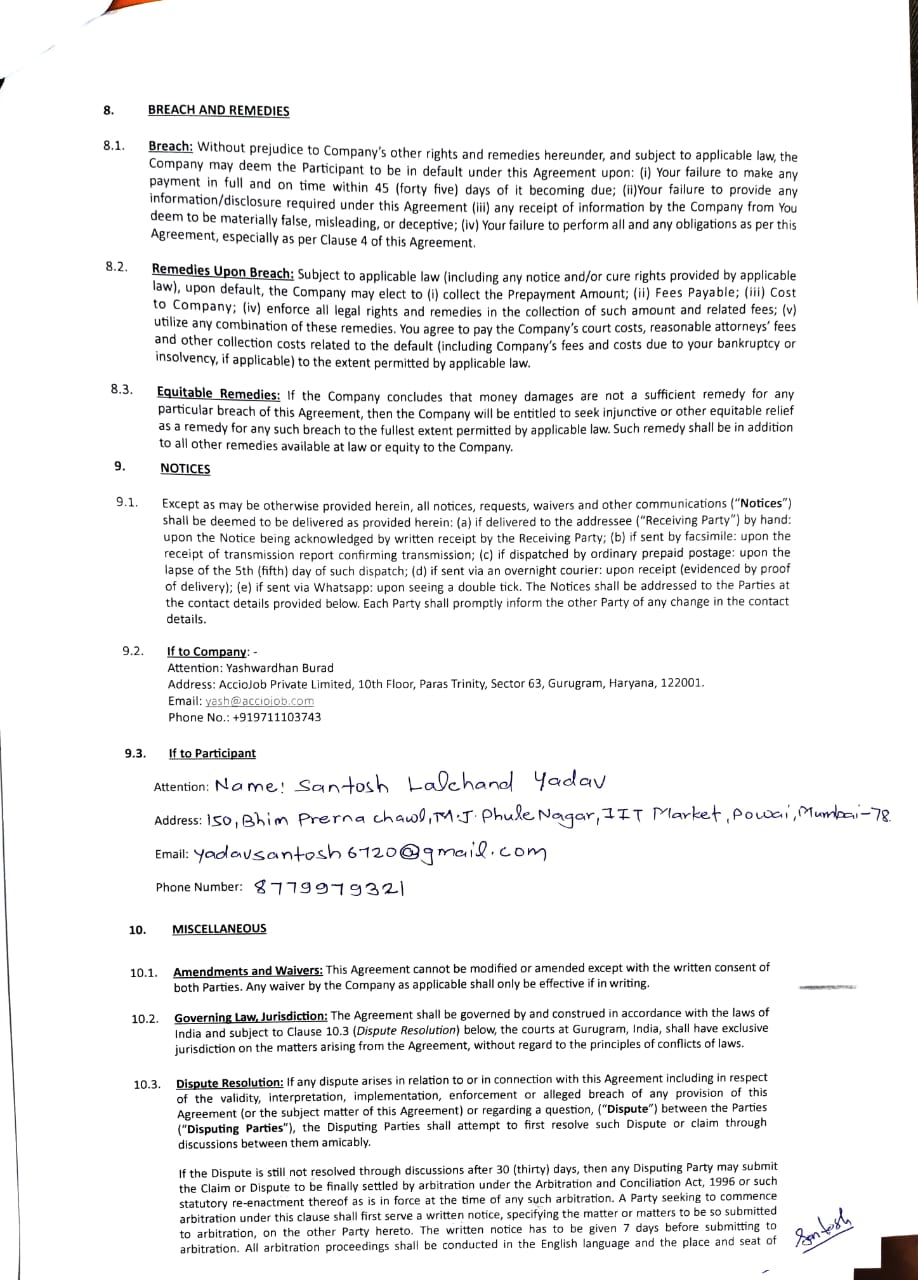 8. BREACH AND REMEDIES
8.1. Breach: Without prejudice to Company's other rights and remedies hereunder, and subject to applicable law, the
Company may deem the Participant to be in default under this Agreement upon: (i) Your failure to make any
payment in full and on time within 45 (forty five) days of it becoming due; (ii)Your failure to provide any
information/disclosure required under this Agreement (iii) any receipt of information by the Company from You
deem to be materially false, misleading, or deceptive; (iv) Your failure to perform all and any obligations as per this
Agreement, especially as per Clause 4 of this Agreement.
8.2. Remedies Upon Breach: Subject to applicable law (including any notice and/or cure rights provided by applicable
law), upon default, the Company may elect to (i) collect the Prepayment Amount; (ii) Fees Payable; (iii) Cost
to Company; (iv) enforce all legal rights and remedies in the collection of such amount and related fees; (v)
utilize any combination of these remedies. You agree to pay the Company's court costs, reasonable attorneys' fees
and other collection costs related to the default (including Company's fees and costs due to your bankruptcy or
insolvency, if applicable) to the extent permitted by applicable law.
8.3. Equitable Remedies: If the Company concludes that money damages are not a sufficient remedy for any
particular breach of this Agreement, then the Company will be entitled to seek injunctive or other equitable relief
as a remedy for any such breach to the fullest extent permitted by applicable law. Such remedy shall be in addition
to all other remedies available at law or equity to the Company.
9. NOTICES
9.1. Except as may be otherwise provided herein, all notices, requests, waivers and other communications ("Notices")
shall be deemed to be delivered as provided herein: (a) if delivered to the addressee ("Receiving Party") by hand:
upon the Notice being acknowledged by written receipt by the Receiving Party; (b) if sent by facsimile: upon the
receipt of transmission report confirming transmission; (c) if dispatched by ordinary prepaid postage: upon the
lapse of the 5th (fifth) day of such dispatch; (d) if sent via an overnight courier: upon receipt (evidenced by proof
of delivery); (e) if sent via Whatsapp: upon seeing a double tick. The Notices shall be addressed to the Parties at
the contact details provided below. Each Party shall promptly inform the other Party of any change in the contact
details.
9.2. If to Company: -
Attention: Yashwardhan Burad
Address: AccioJob Private Limited, 10th Floor, Paras Trinity, Sector 63, Gurugram, Haryana, 122001.
Email: yash@acciojob.com
Phone No.: +919711103743
9.3. If to Participant
Attention: Name: Santosh Lalchand Yadav
Address: 150, Bhim Prerna chawl, M.J. Phule Nagar, IIT Market, Powai, Mumbai-78.
Email: yadavsantosh6720@gmail.com
Phone Number: 8779979321
10. MISCELLANEOUS
10.1. Amendments and Waivers: This Agreement cannot be modified or amended except with the written consent of
both Parties. Any waiver by the Company as applicable shall only be effective if in writing.
10.2. Governing Law, Jurisdiction: The Agreement shall be governed by and construed in accordance with the laws of
India and subject to Clause 10.3 (Dispute Resolution) below, the courts at Gurugram, India, shall have exclusive
jurisdiction on the matters arising from the Agreement, without regard to the principles of conflicts of laws.
10.3. Dispute Resolution: If any dispute arises in relation to or in connection with this Agreement including in respect
of the validity, interpretation, implementation, enforcement or alleged breach of any provision of this
Agreement (or the subject matter of this Agreement) or regarding a question, ("Dispute") between the Parties
("Disputing Parties"), the Disputing Parties shall attempt to first resolve such Dispute or claim through
discussions between them amicably.
If the Dispute is still not resolved through discussions after 30 (thirty) days, then any Disputing Party may submit
the Claim or Dispute to be finally settled by arbitration under the Arbitration and Conciliation Act, 1996 or such
statutory re-enactment thereof as is in force at the time of any such arbitration. A Party seeking to commence
arbitration under this clause shall first serve a written notice, specifying the matter or matters to be so submitted
to arbitration, on the other Party hereto. The written notice has to be given 7 days before submitting to
arbitration. All arbitration proceedings shall be conducted in the English language and the place and seat of
Santosh